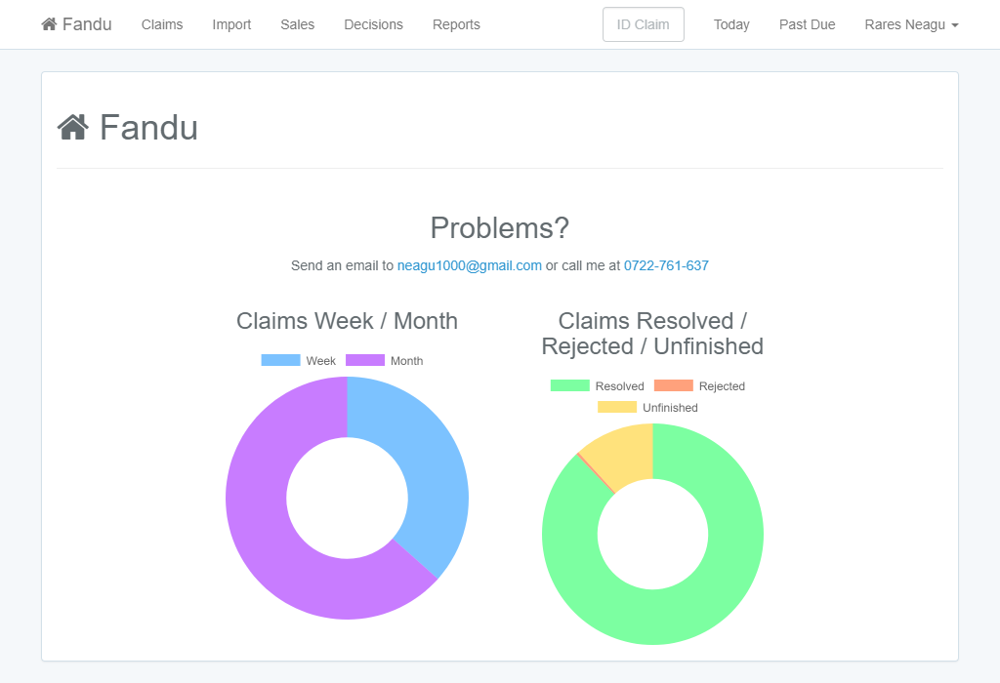 Fandu Claims Import Sales Decisions Reports ID Claim Today Past Due Rares Neagu
Fandu
Problems?
Send an email to neagu1000@gmail.com or call me at 0722-761-637
Claims Week / Month
Week Month
Claims Resolved /
Rejected / Unfinished
Resolved Rejected
Unfinished